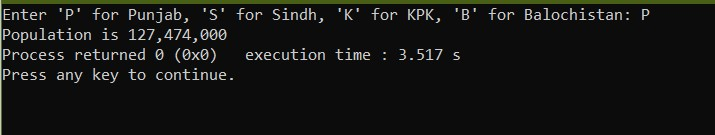 Enter 'P' for Punjab, 'S' for Sindh, 'K' for KPK, 'B' for Balochistan: P
Population is 127,474,000
Process returned 0 (0x0)   execution time : 3.517 s
Press any key to continue.